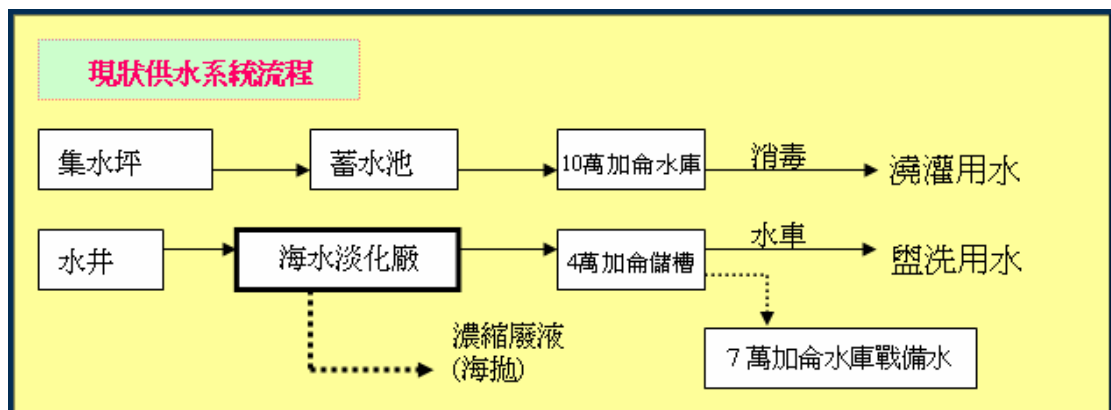 現狀供水系統流程
集水坪
蓄水池
10萬加侖水庫
消毒
澆灌用水
水井
海水淡化廠
4萬加侖儲槽
水車
盥洗用水
濃縮廢液
(海拋)
7萬加侖水庫戰備水